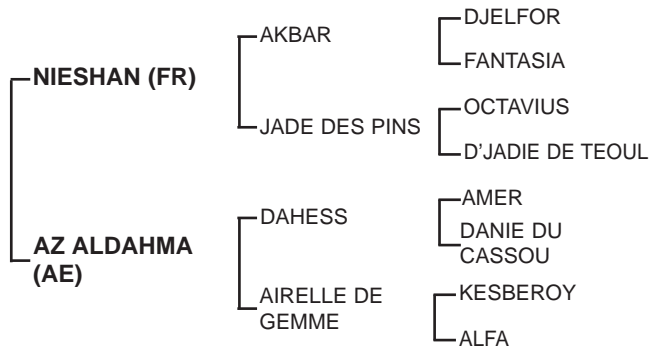 DJELFOR
AKBAR
FANTASIA
NIESHAN (FR)
OCTAVIUS
JADE DES PINS
D'JADIE DE TEOUL
AMER
DAHESS
DANIE DU
CASSOU
AZ ALDAHMA
(AE)
KESBEROY
AIRELLE DE
GEMME
ALFA